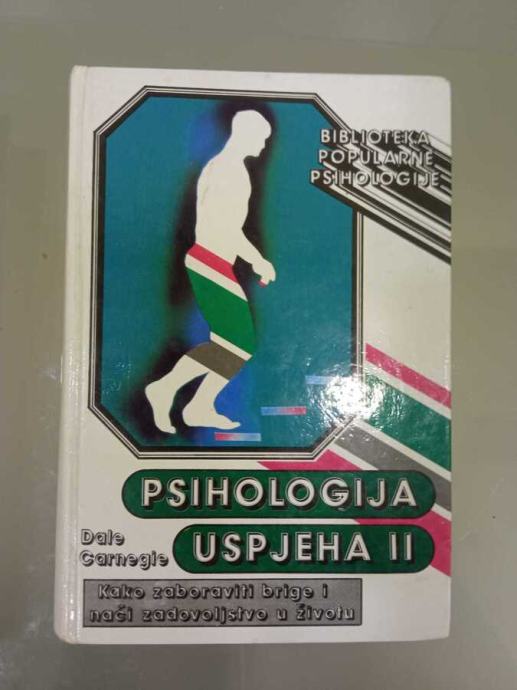 BIBLIOTEKA
POPULARNE
PSIHOLOGIJE
PSIHOLOGIJA
Dale
Carnegie
USPJEHA II
Kako zaboraviti brige i
naći zadovoljstvo u životu